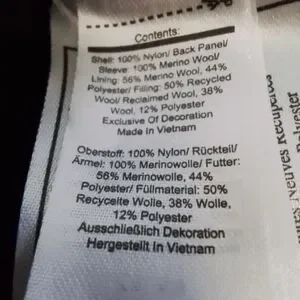 Contents:
Shell: 100% Nylon/ Back Panel/
Sleeve: 100% Merino Wool/
Lining: 56% Merino Wool, 44%
Polyester/ Filling: 50% Recycled
Wool/ Reclaimed Wool, 38%
Wool, 12% Polyester
Exclusive Of Decoration
Made In Vietnam
Oberstoff: 100% Nylon/ Rückteil/
Ärmel: 100% Merinowolle/ Futter:
56% Merinowolle, 44%
Polyester/ Füllmaterial: 50%
Recycelte Wolle, 38% Wolle,
12% Polyester
Ausschließlich Dekoration
Hergestellt In Vietnam
Neuves Récupérées
Polyester